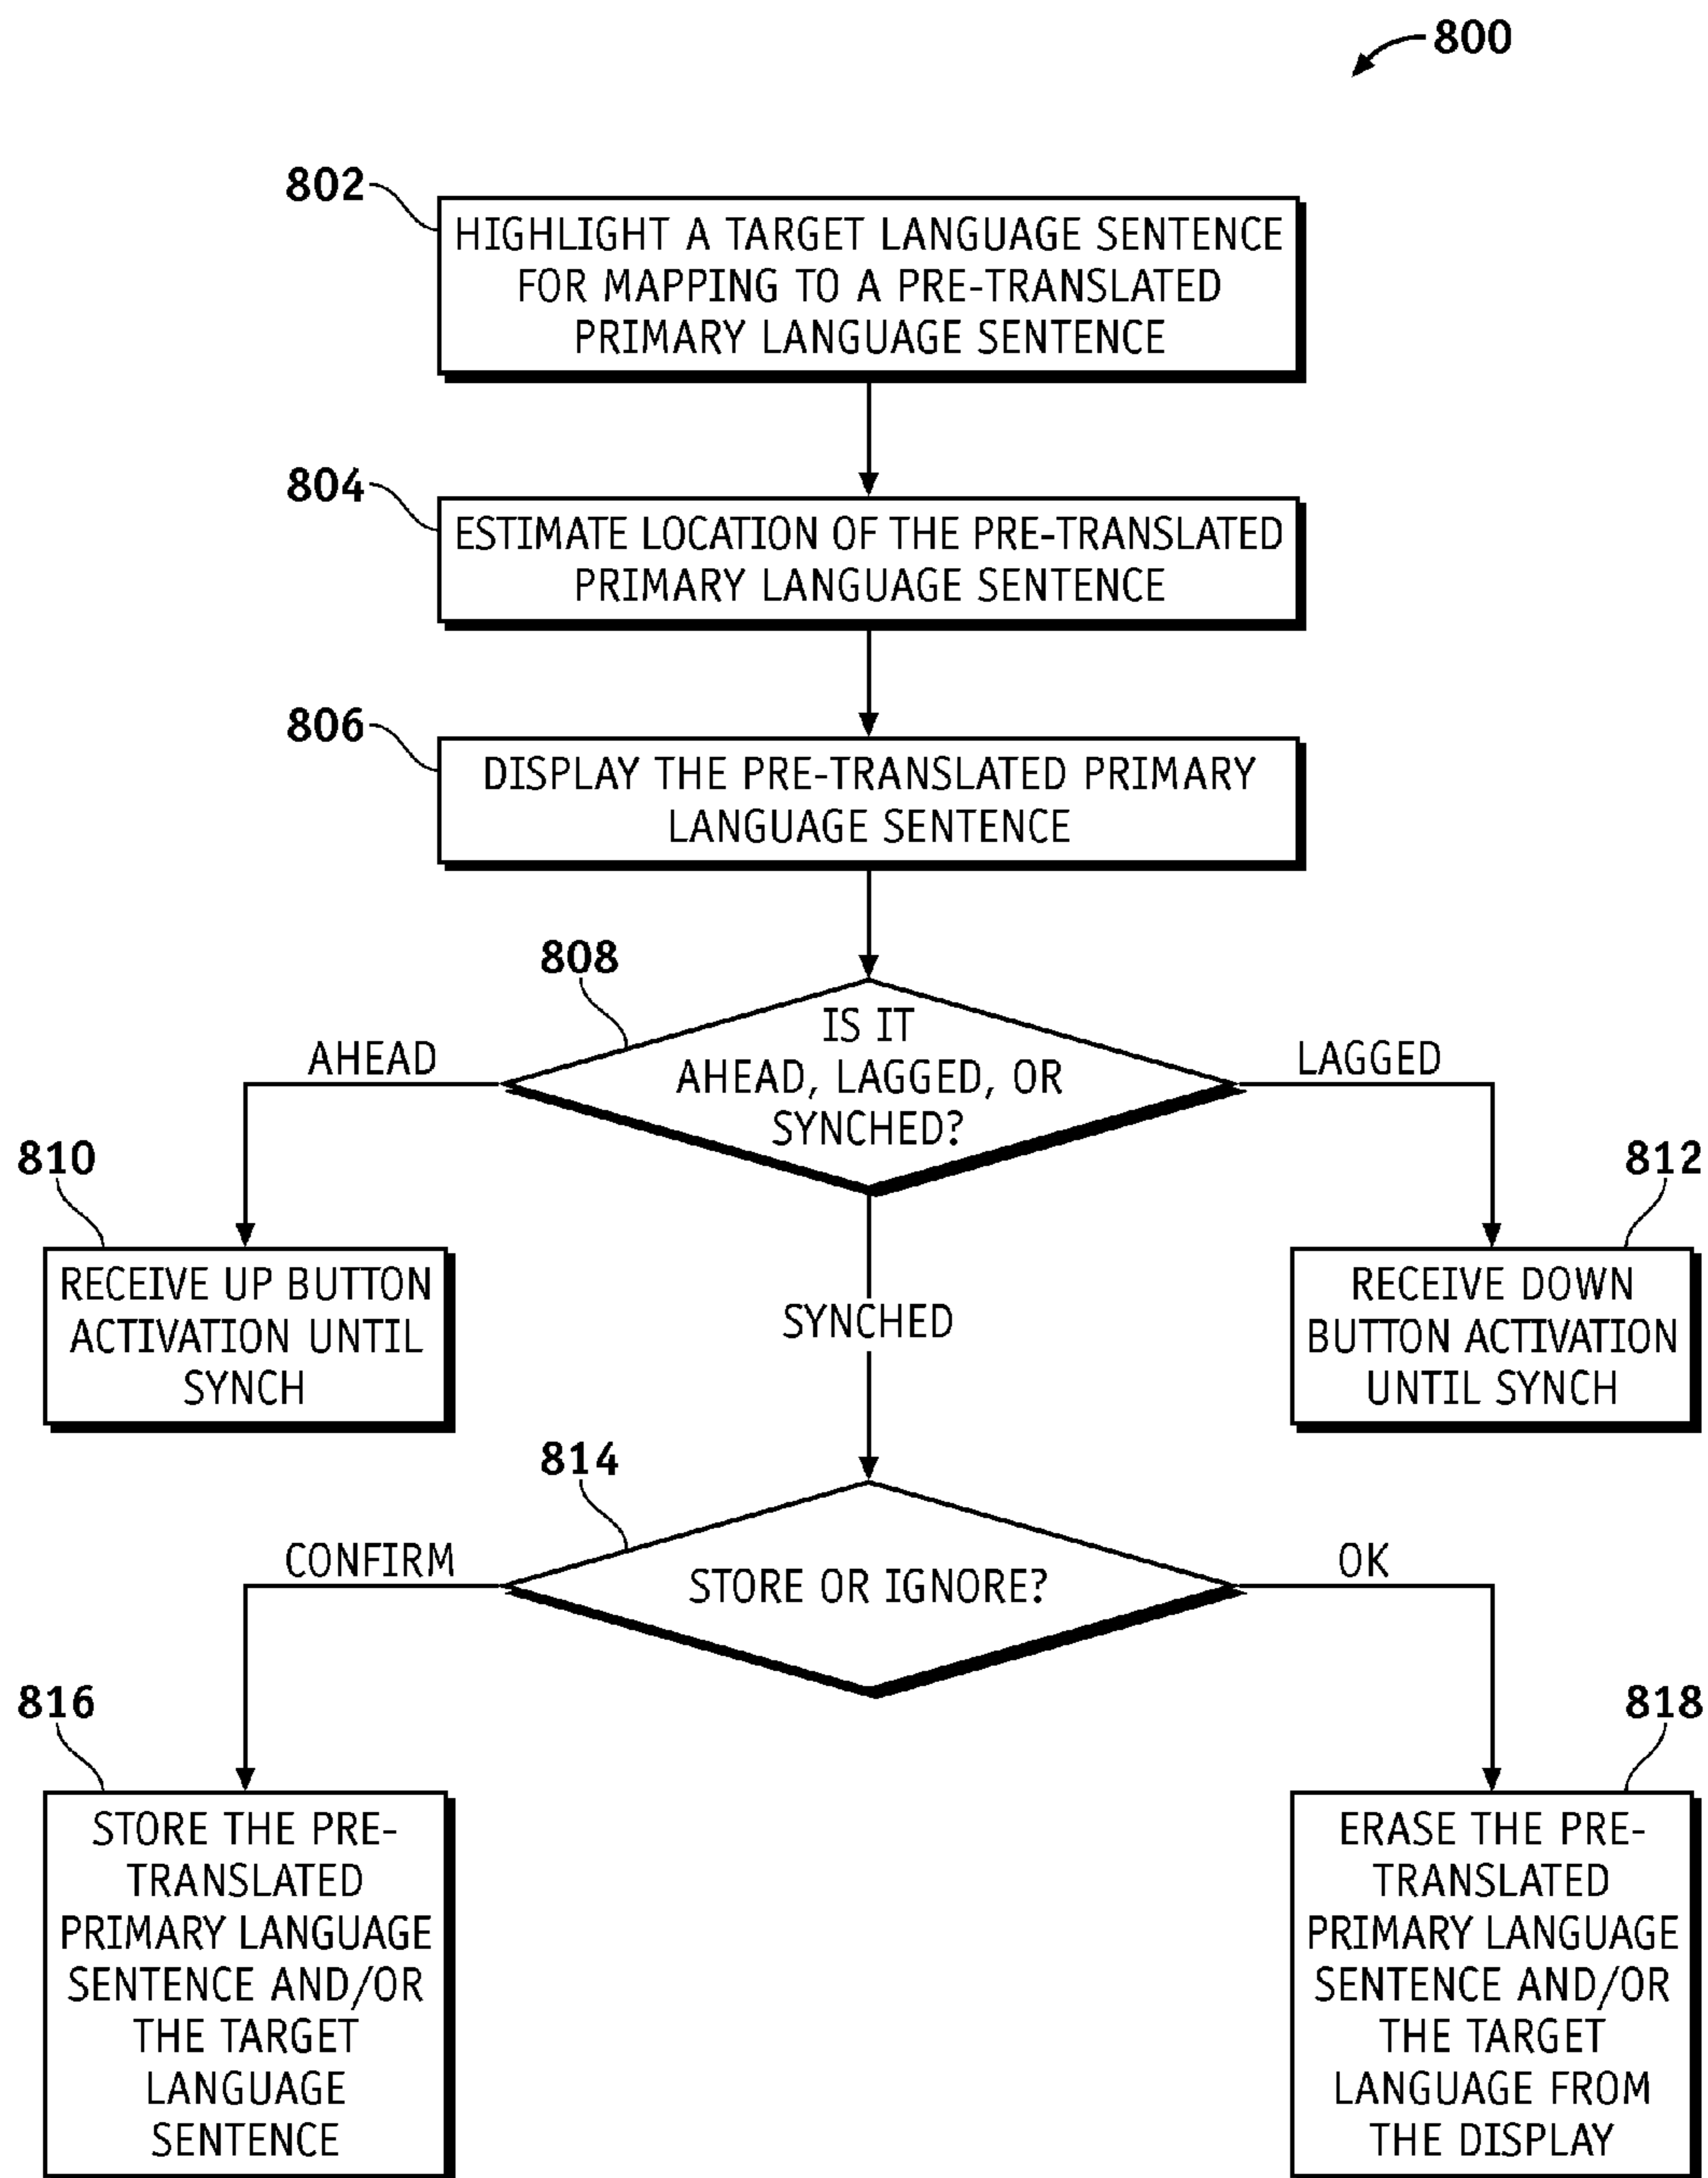 800
802
HIGHLIGHT A TARGET LANGUAGE SENTENCE
FOR MAPPING TO A PRE-TRANSLATED
PRIMARY LANGUAGE SENTENCE
804
ESTIMATE LOCATION OF THE PRE-TRANSLATED
PRIMARY LANGUAGE SENTENCE
806
DISPLAY THE PRE-TRANSLATED PRIMARY
LANGUAGE SENTENCE
808
IS IT
AHEAD, LAGGED, OR
SYNCHED?
AHEAD
LAGGED
810
RECEIVE UP BUTTON
ACTIVATION UNTIL
SYNCH
SYNCHED
812
RECEIVE DOWN
BUTTON ACTIVATION
UNTIL SYNCH
814
STORE OR IGNORE?
CONFIRM
OK
816
STORE THE PRE-
TRANSLATED
PRIMARY LANGUAGE
SENTENCE AND/OR
THE TARGET
LANGUAGE
SENTENCE
818
ERASE THE PRE-
TRANSLATED
PRIMARY LANGUAGE
SENTENCE AND/OR
THE TARGET
LANGUAGE FROM
THE DISPLAY